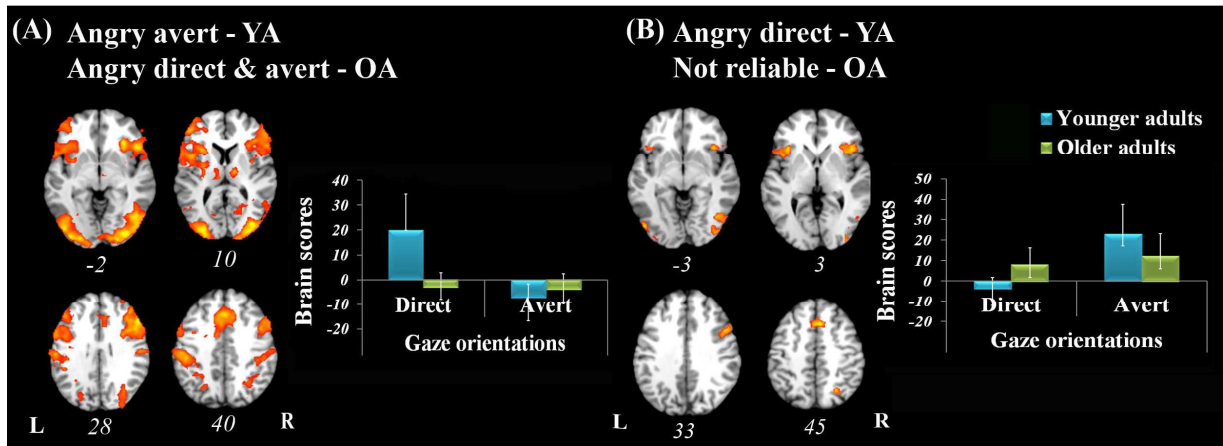 (A) Angry avert - YA
Angry direct & avert - OA
-2
10
28
40
L
R
Brain scores
40
30
20
10
0
-10
-20
Direct
Avert
Gaze orientations
(B) Angry direct - YA
Not reliable - OA
-3
3
33
45
L
R
Younger adults
Older adults
Brain scores
50
40
30
20
10
0
-10
-20
Direct
Avert
Gaze orientations